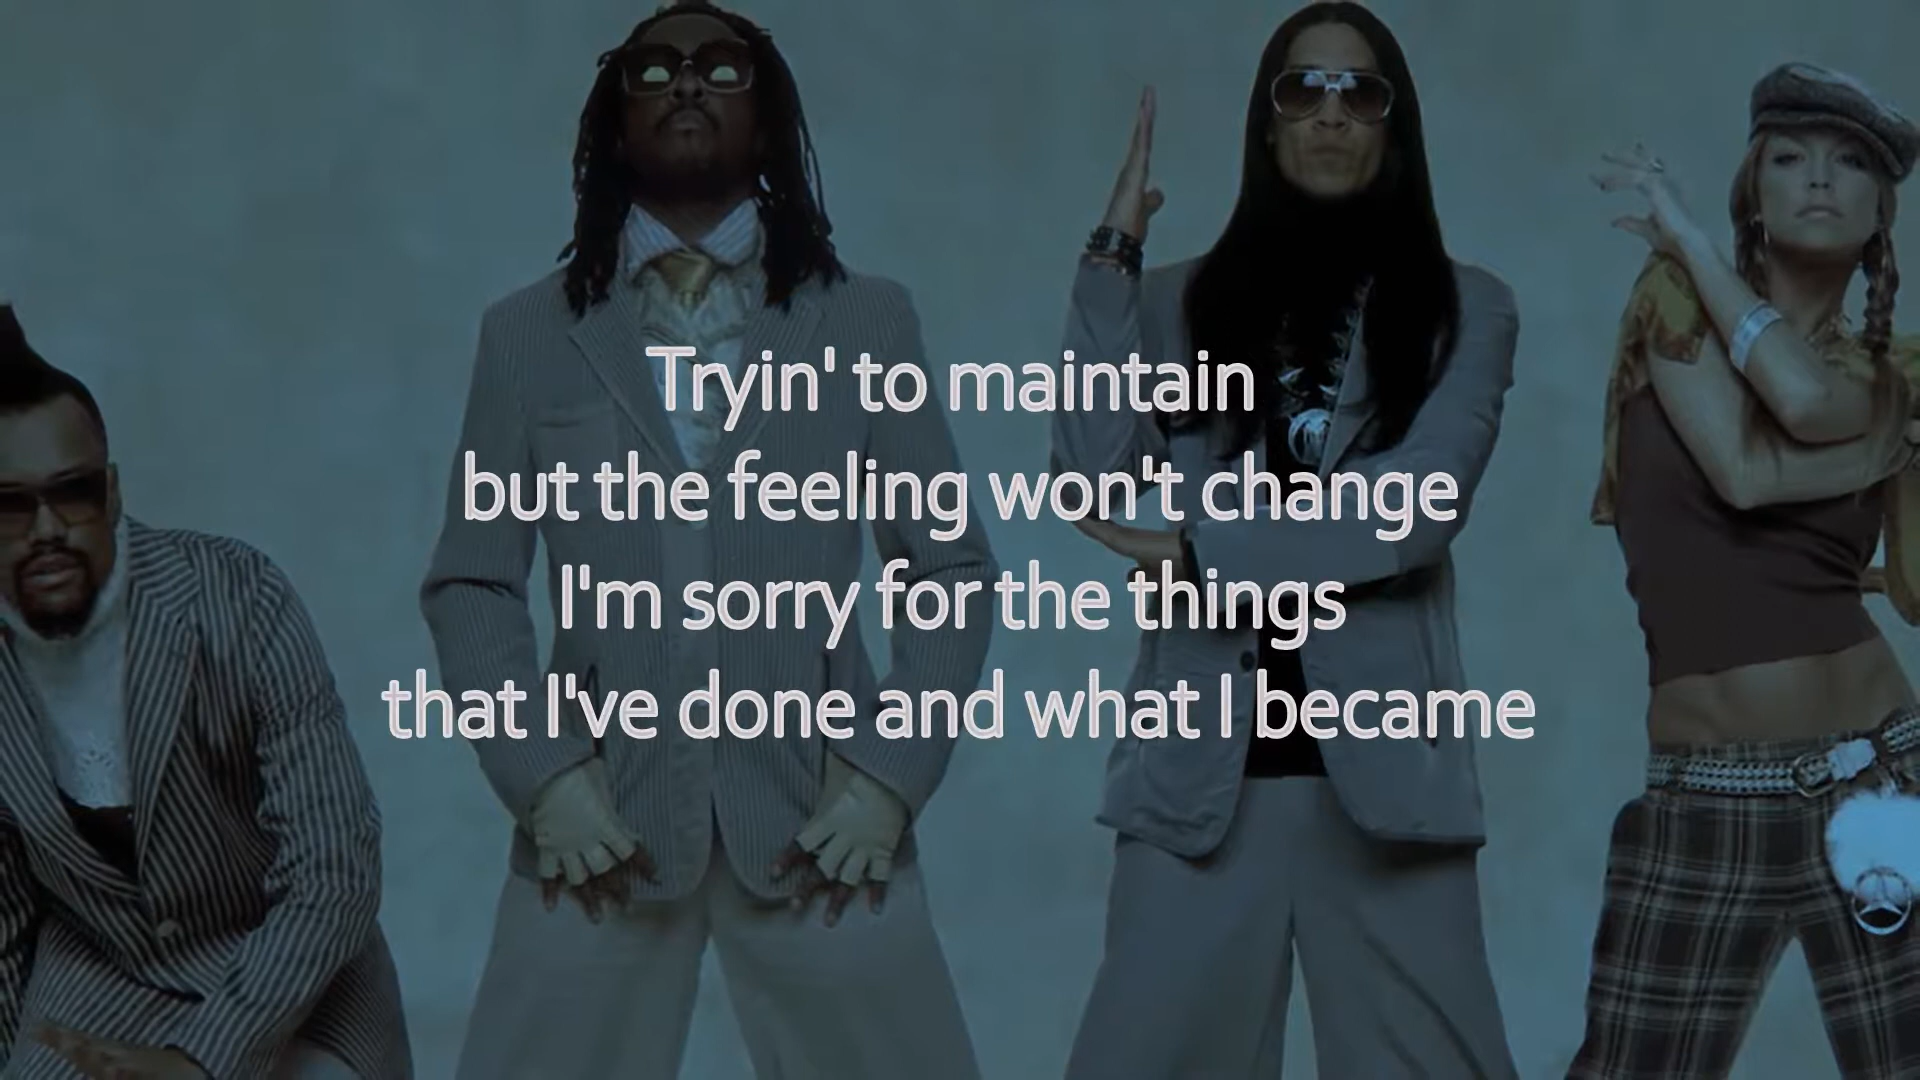 Tryin' to maintain
but the feeling won't change
I'm sorry for the things
that I've done and what I became